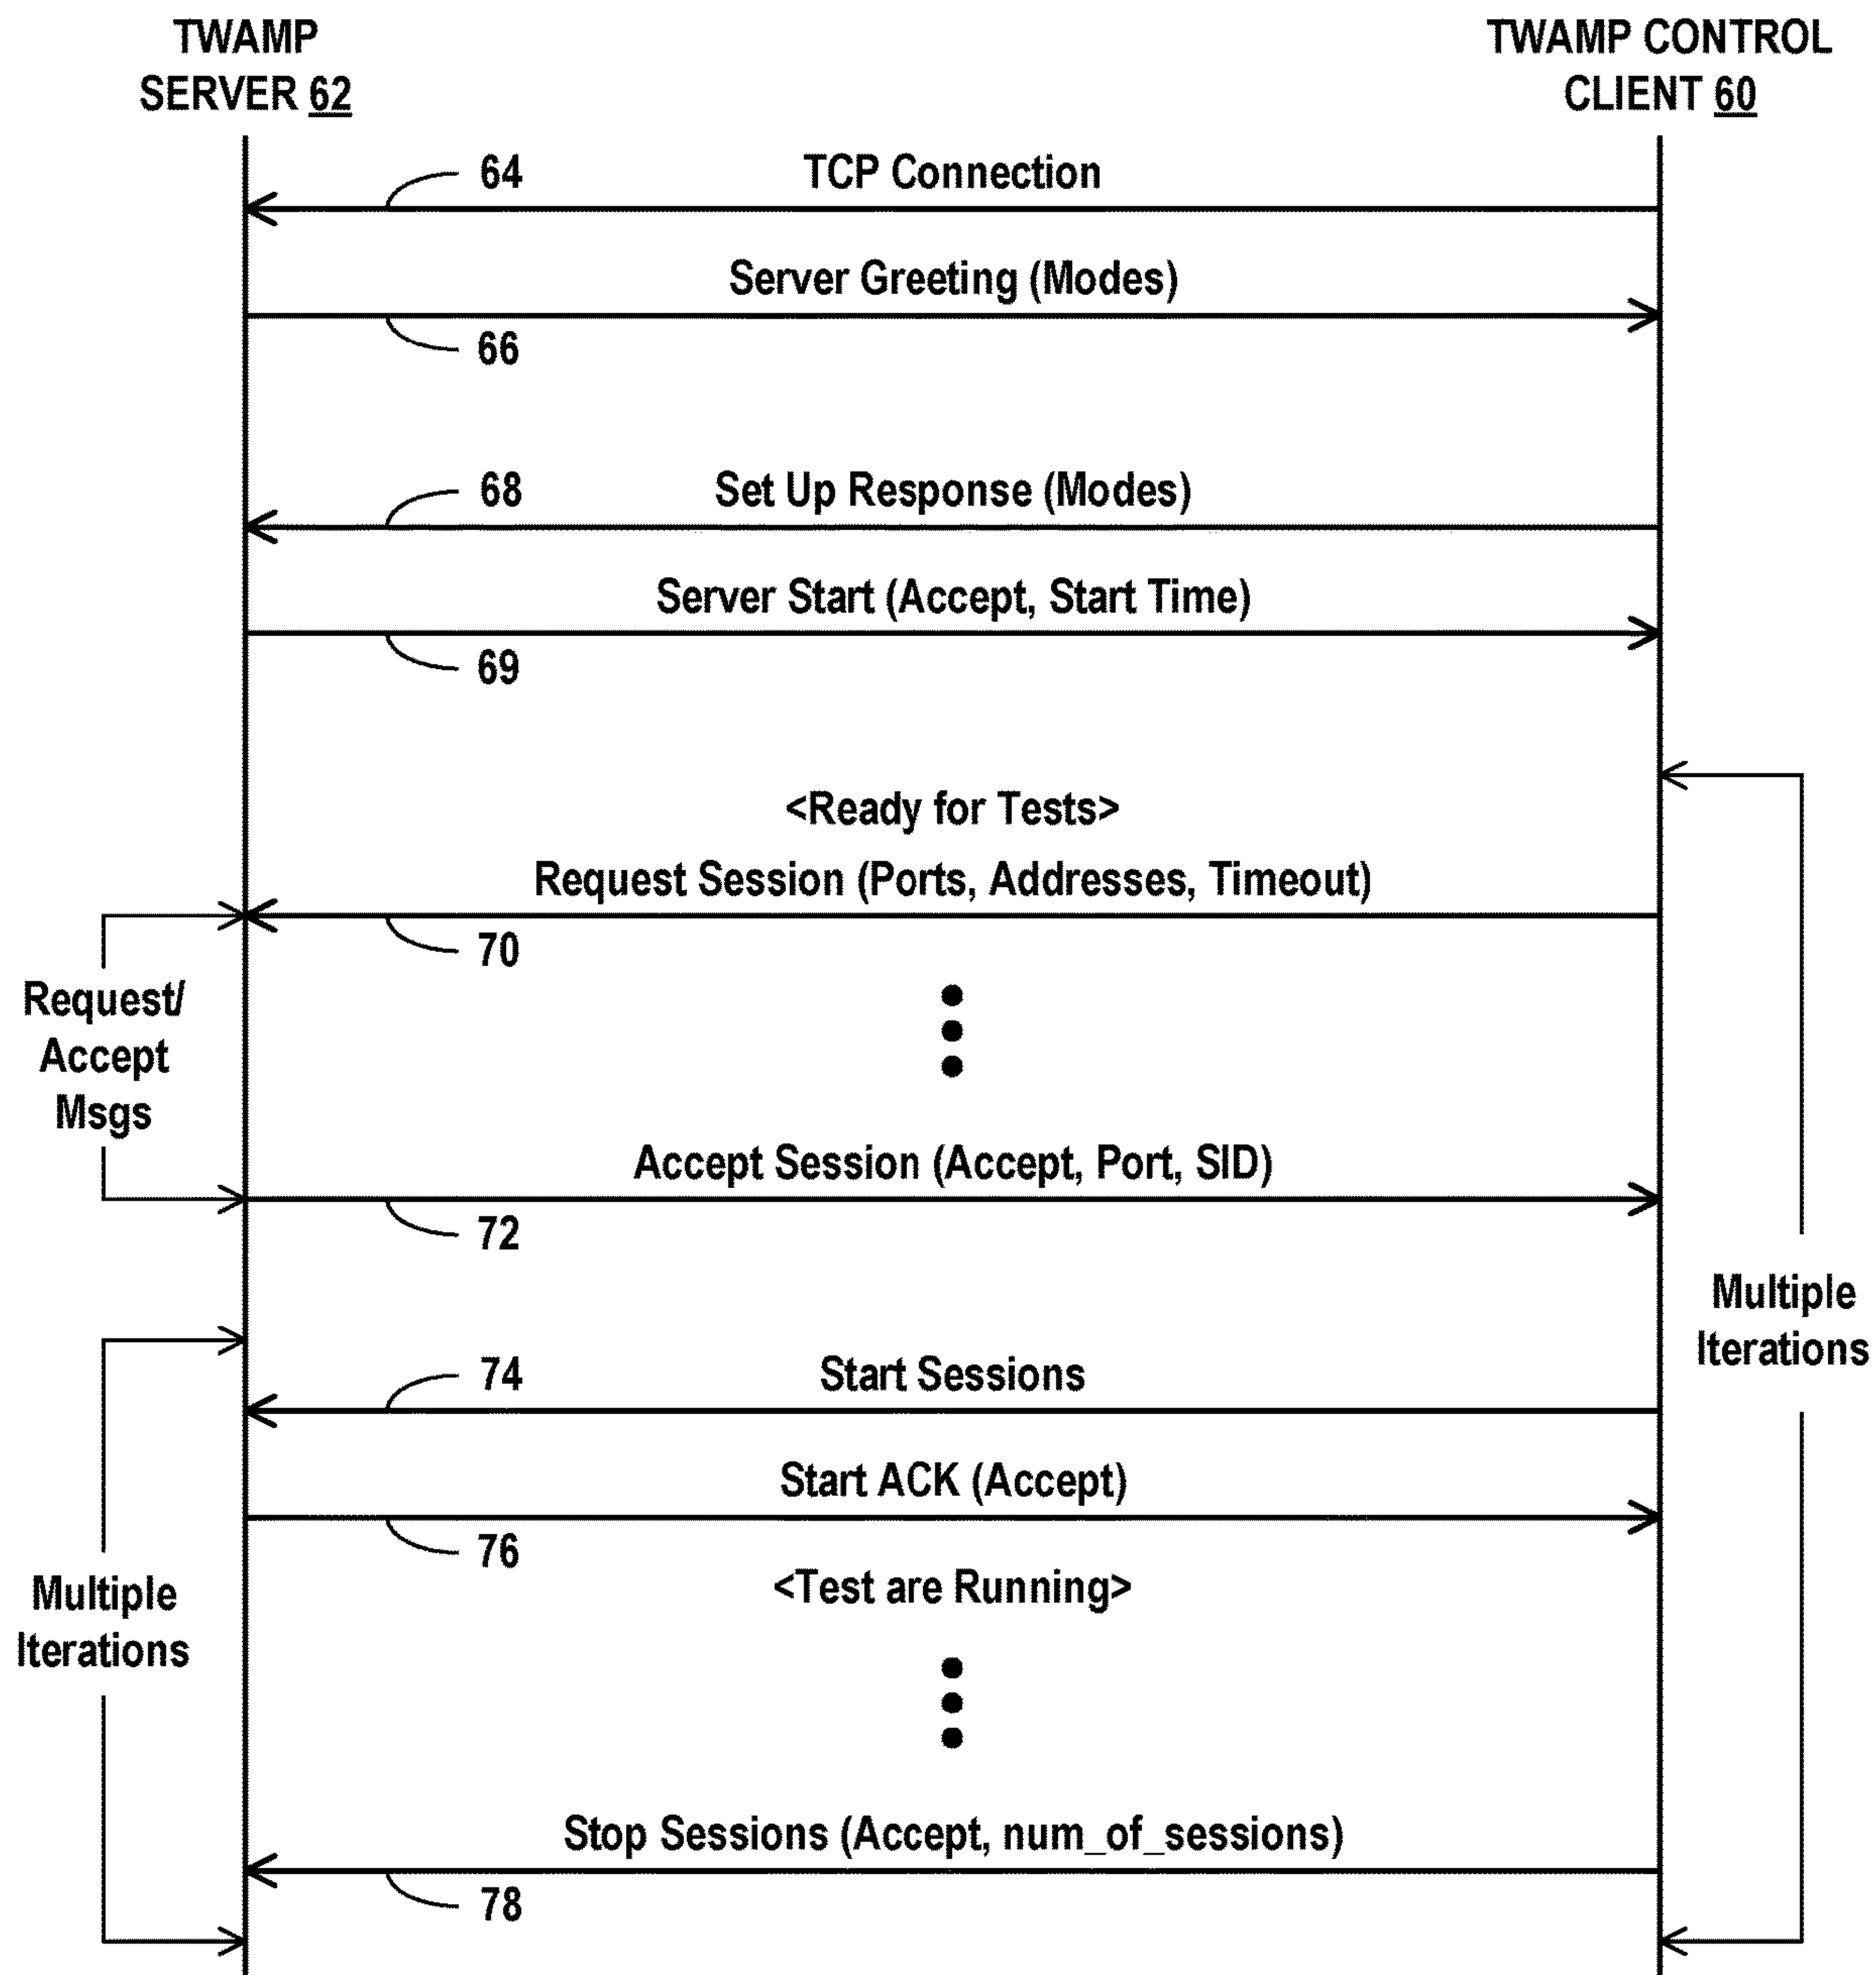 TWAMP
SERVER 62
TWAMP CONTROL
CLIENT 60
64
TCP Connection
Server Greeting (Modes)
66
68
Set Up Response (Modes)
Server Start (Accept, Start Time)
69
<Ready for Tests>
Request Session (Ports, Addresses, Timeout)
70
Request/
Accept
Msgs
Accept Session (Accept, Port, SID)
72
Multiple
Iterations
74
Start Sessions
Start ACK (Accept)
76
<Test are Running>
Multiple
Iterations
Stop Sessions (Accept, num_of_sessions)
78